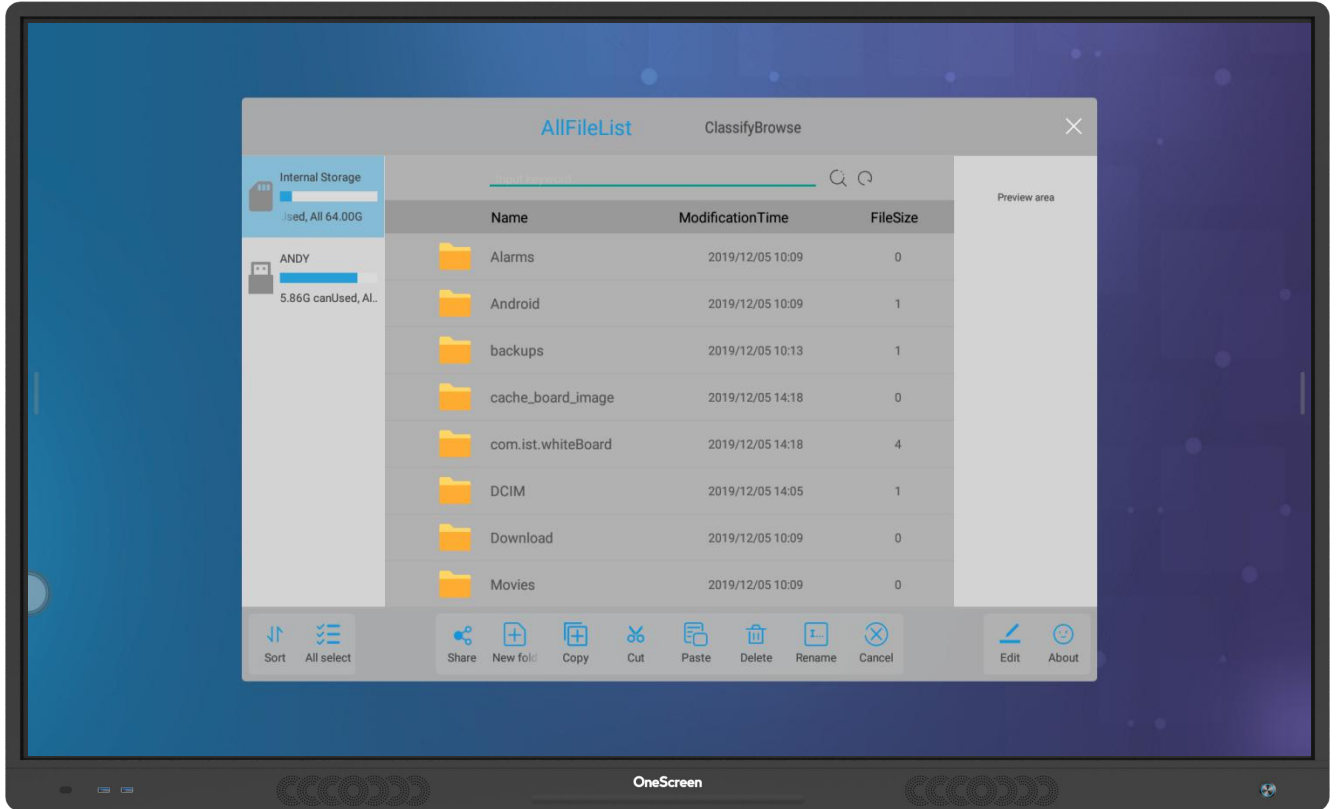 AllFileList ClassifyBrowse
Internal Storage
sed, All 64.00G
ANDY
5.86G canUsed, Al..
Input keyword
Name ModificationTime FileSize
Alarms 2019/12/05 10:09 0
Android 2019/12/05 10:09 1
backups 2019/12/05 10:13 1
cache_board_image 2019/12/05 14:18 0
com.ist.whiteBoard 2019/12/05 14:18 4
DCIM 2019/12/05 14:05 1
Download 2019/12/05 10:09 0
Movies 2019/12/05 10:09 0
Preview area
Sort All select Share New fold Copy Cut Paste Delete Rename Cancel Edit About
OneScreen